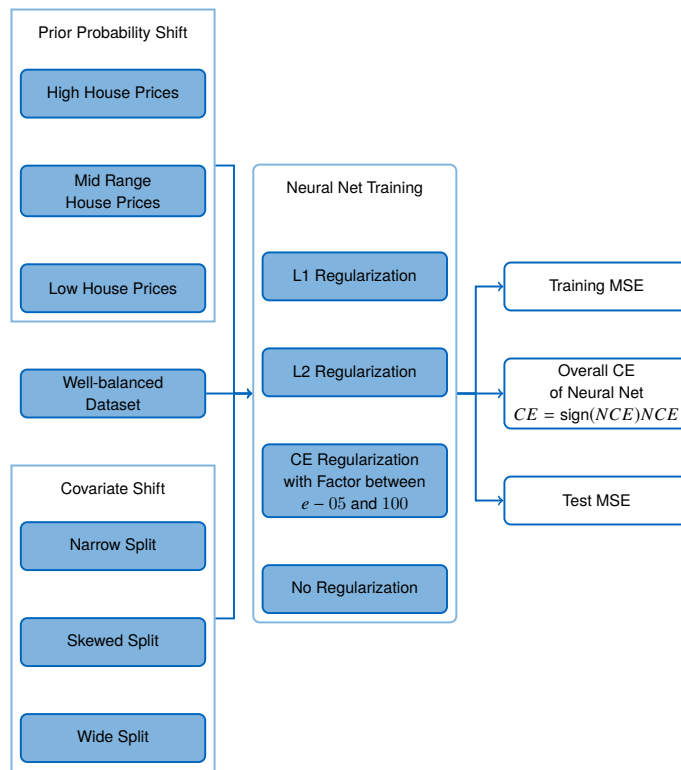 Prior Probability Shift
High House Prices
Mid Range
House Prices
Low House Prices
Well-balanced
Dataset
Covariate Shift
Narrow Split
Skewed Split
Wide Split
Neural Net Training
L1 Regularization
L2 Regularization
CE Regularization
with Factor between
e − 05 and 100
No Regularization
Training MSE
Overall CE
of Neural Net
CE = sign(NCE)NCE
Test MSE